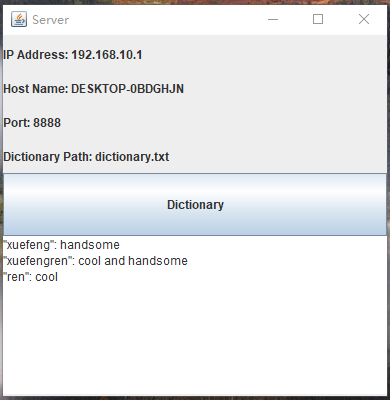 Server
IP Address: 192.168.10.1
Host Name: DESKTOP-0BDGHJN
Port: 8888
Dictionary Path: dictionary.txt
Dictionary
"xuefeng": handsome
"xuefengren": cool and handsome
"ren": cool